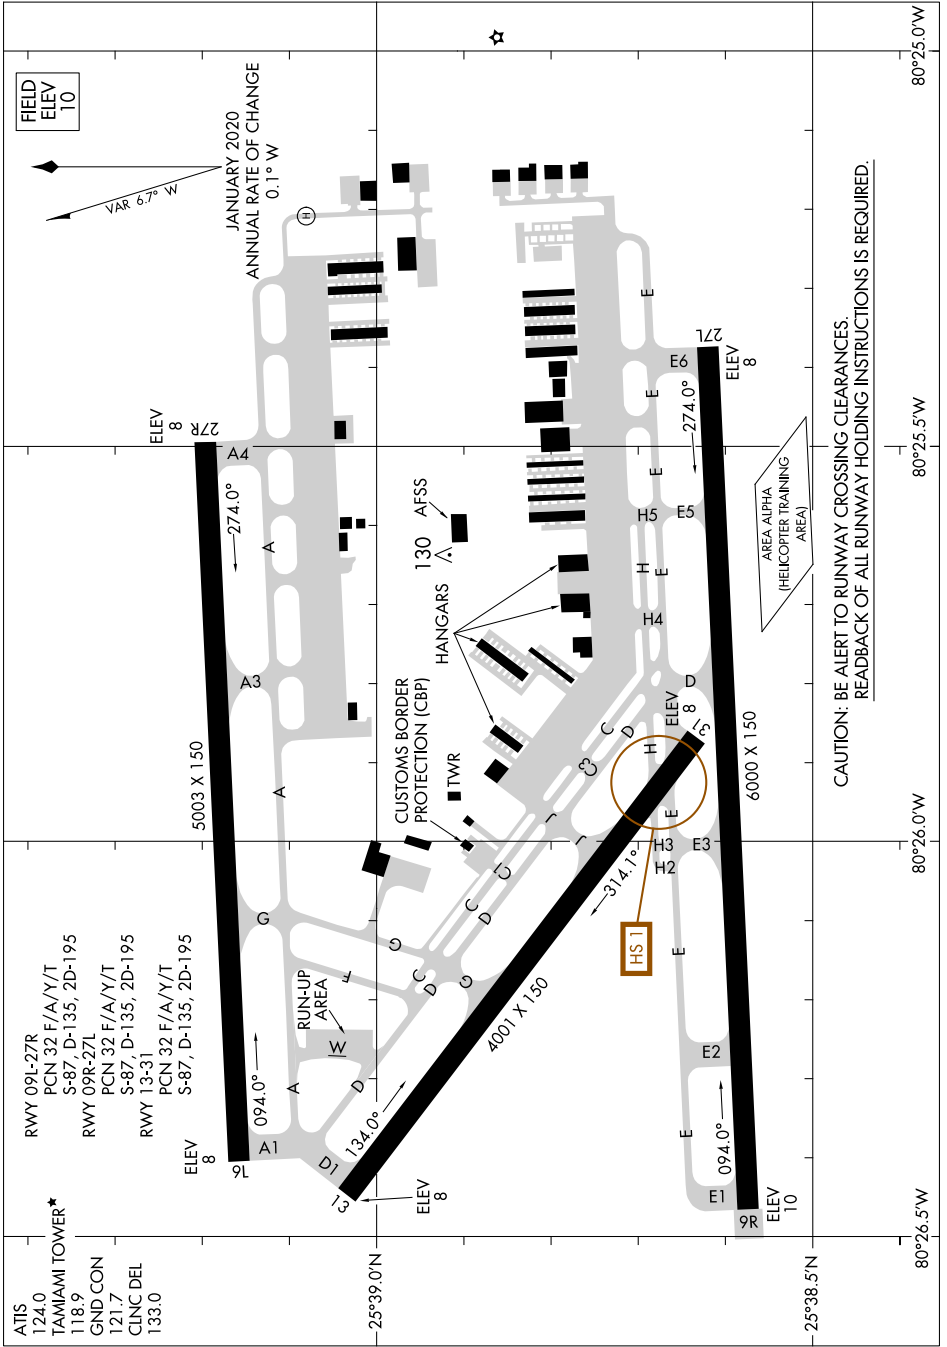 ATIS
124.0
TAMIAMI TOWER★
118.9
GND CON
121.7
CLNC DEL
133.0
RWY 09L-27R
PCN 32 F/A/Y/T
S-87, D-135, 2D-195
RWY 09R-27L
PCN 32 F/A/Y/T
S-87, D-135, 2D-195
RWY 13-31
PCN 32 F/A/Y/T
S-87, D-135, 2D-195
FIELD
ELEV
10
VAR 6.7° W
JANUARY 2020
ANNUAL RATE OF CHANGE
0.1° W
ELEV
8
9L
A1
094.0°
A
G
5003 X 150
A
A3
A
274.0°
A4
27R
ELEV
8
H
D1
13
ELEV
8
134.0°
D
W
RUN-UP
AREA
F
G
C
D
G
C
D
C1
J
J
C3
C
D
4001 X 150
314.1°
31
ELEV
8
CUSTOMS BORDER
PROTECTION (CBP)
TWR
HANGARS
130
AFSS
HS 1
H2
H3
H
H4
H
H5
9R
ELEV
10
E1
094.0°
E
E2
E
E3
E
D
E
E5
E
274.0°
E
E6
E
27L
ELEV
8
6000 X 150
AREA ALPHA
(HELICOPTER TRAINING
AREA)
CAUTION: BE ALERT TO RUNWAY CROSSING CLEARANCES.
READBACK OF ALL RUNWAY HOLDING INSTRUCTIONS IS REQUIRED.
25°39.0'N
25°38.5'N
80°26.5'W
80°26.0'W
80°25.5'W
80°25.0'W